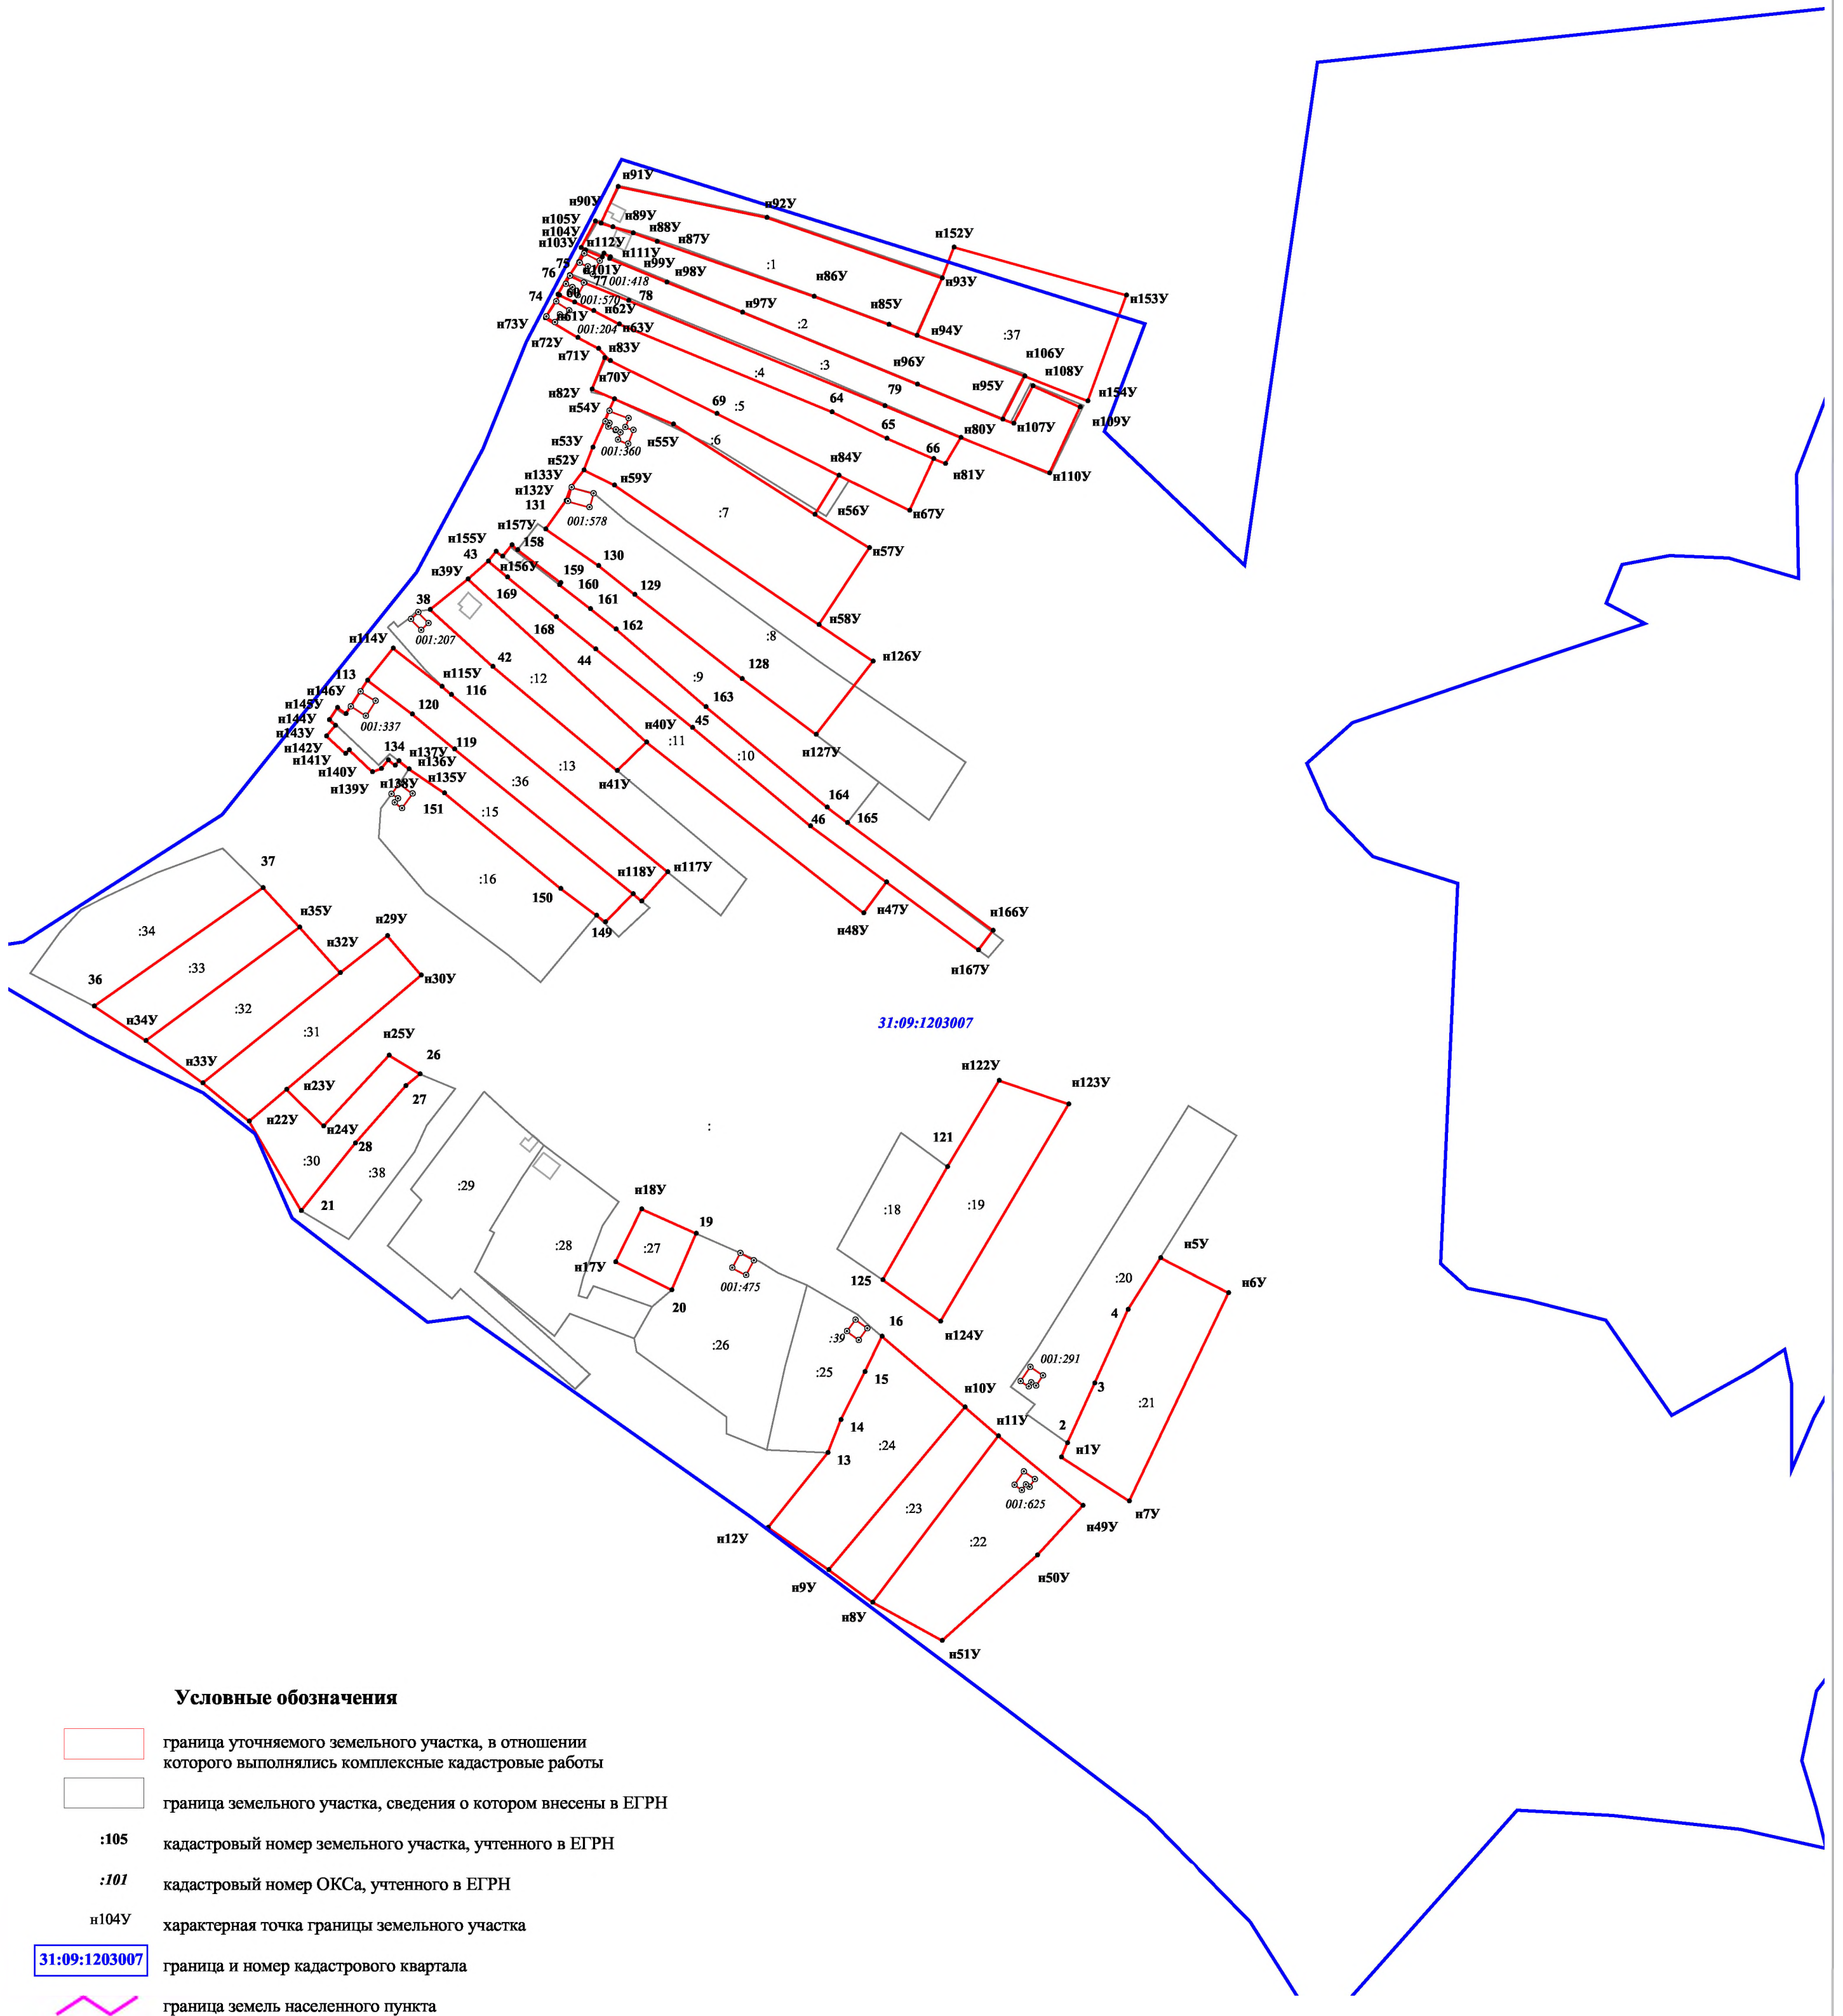 н91У
н90У
н92У
н105У
н89У
н104У
н88У
н103У
н112У
н87У
н152У
н111У
75
н99У
:1
н101У
76
н98У
001:418
77
н86У
н93У
н153У
74
60
001:570
78
н62У
н97У
н85У
н73У
н61У
001:204
н63У
:2
н94У
:37
н72У
н83У
н106У
н71У
:3
н96У
н108У
:4
н70У
н95У
н82У
79
н154У
н54У
69
:5
64
н107У
н109У
н53У
н55У
:6
65
н80У
001:360
66
н52У
н84У
н81У
н133У
н59У
н110У
н132У
131
н56У
н67У
001:578
:7
н157У
н155У
158
н57У
43
130
н39У
н156У
159
129
169
160
38
161
168
162
н58У
001:207
:8
н114У
44
н126У
42
113
н115У
:12
128
116
:9
н146У
120
163
н145У
н144У
001:337
н40У
45
н143У
119
:11
н127У
н142У
134
н137У
:10
н141У
н136У
:13
н140У
н135У
:36
н41У
н139У
н138У
151
:15
164
46
165
37
н118У
н117У
:16
150
н35У
н29У
н47У
н166У
:34
н32У
н48У
149
:33
н167У
36
н30У
:32
н34У
:31
31:09:1203007
н25У
26
н33У
н122У
н23У
н123У
27
н22У
н24У
:
28
121
:30
:38
:29
н18У
:19
21
:18
19
:28
:27
н5У
н17У
:20
125
001:475
н6У
20
4
16
н124У
:39
:26
001:291
:25
15
3
н10У
:21
14
2
н11У
:24
н1У
13
001:625
:23
н7У
н49У
н12У
:22
н50У
н9У
н8У
н51У
Условные обозначения
граница уточняемого земельного участка, в отношении
которого выполнялись комплексные кадастровые работы
граница земельного участка, сведения о котором внесены в ЕГРН
:105 кадастровый номер земельного участка, учтенного в ЕГРН
:101 кадастровый номер ОКСа, учтенного в ЕГРН
н104У характерная точка границы земельного участка
31:09:1203007 граница и номер кадастрового квартала
граница земель населенного пункта